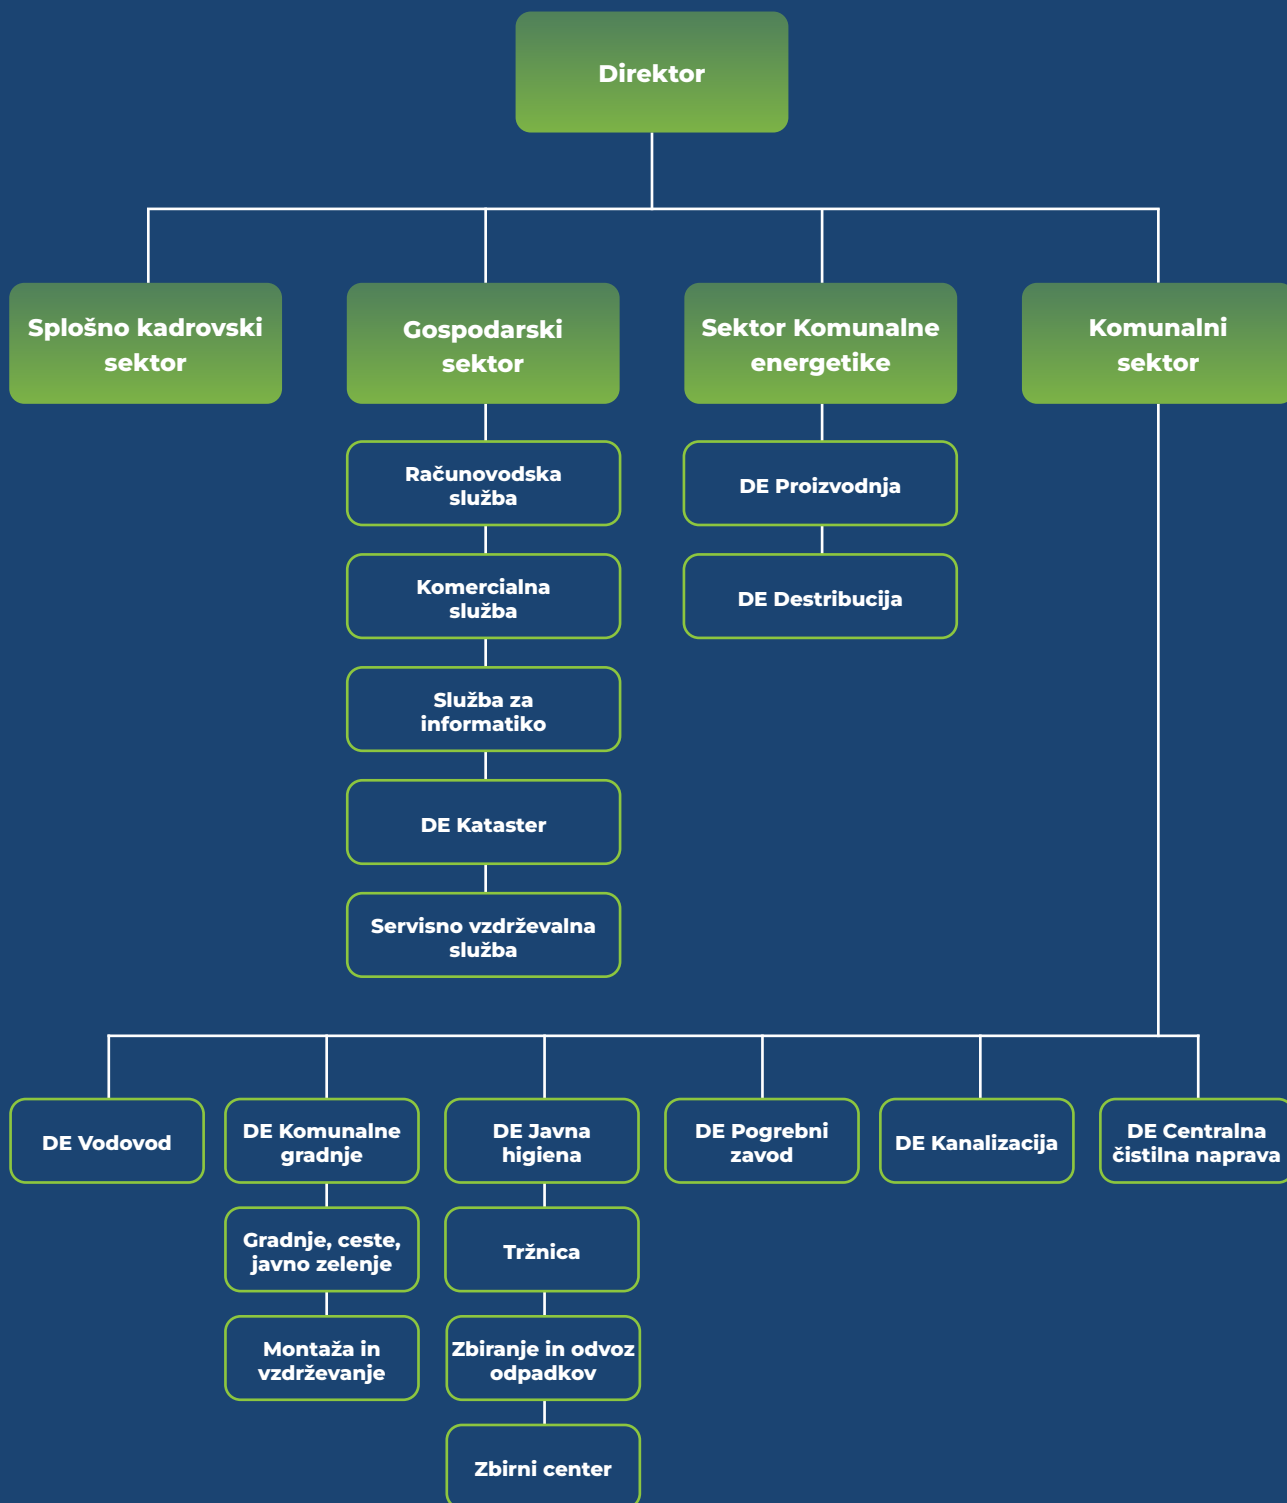 Direktor
Splošno kadrovski
sektor
Gospodarski
sektor
Sektor Komunalne
energetike
Komunalni
sektor
Računovodska
služba
Komercialna
služba
Služba za
informatiko
DE Kataster
Servisno vzdrževalna
služba
DE Proizvodnja
DE Destribucija
DE Vodovod
DE Komunalne
gradnje
Gradnje, ceste,
javno zelenje
Montaža in
vzdrževanje
DE Javna
higiena
Tržnica
Zbiranje in odvoz
odpadkov
Zbirni center
DE Pogrebni
zavod
DE Kanalizacija
DE Centralna
čistilna naprava